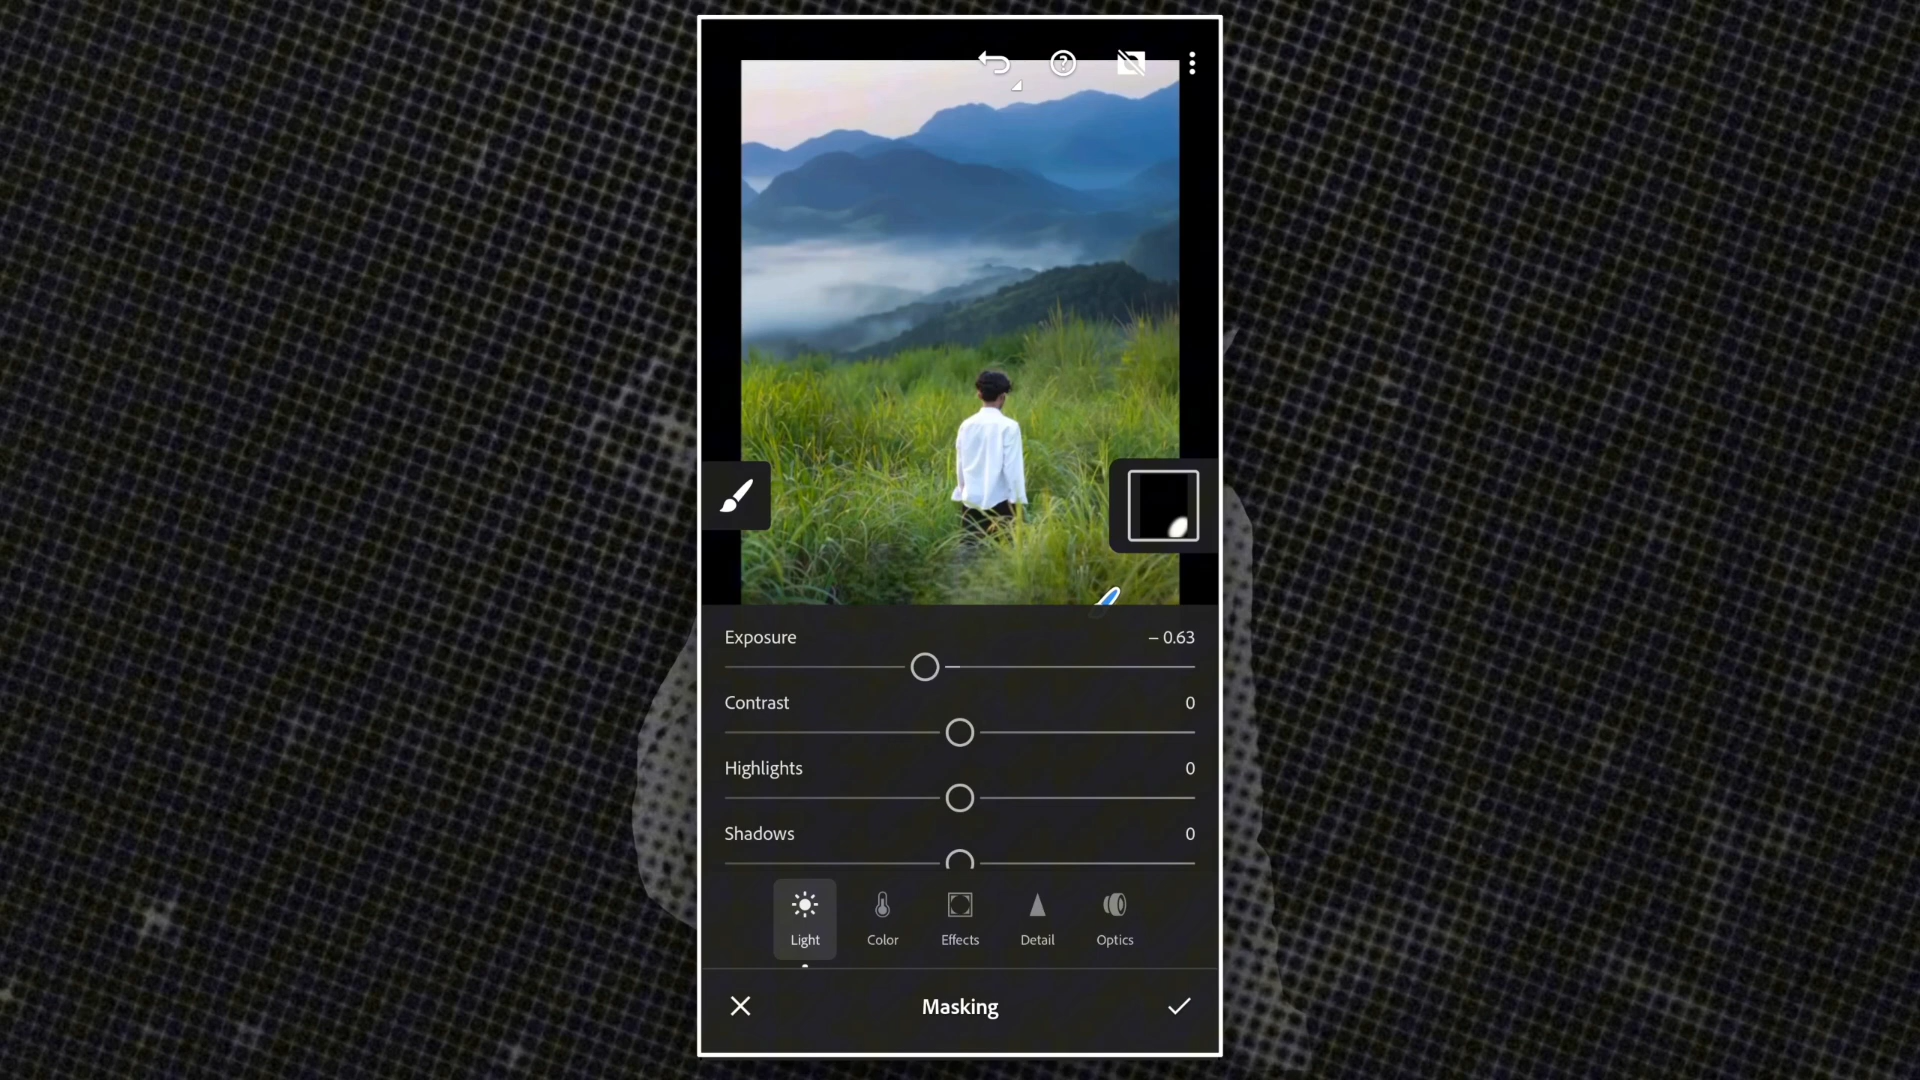 Exposure – 0.63
Contrast 0
Highlights 0
Shadows 0
Light Color Effects Detail Optics
Masking